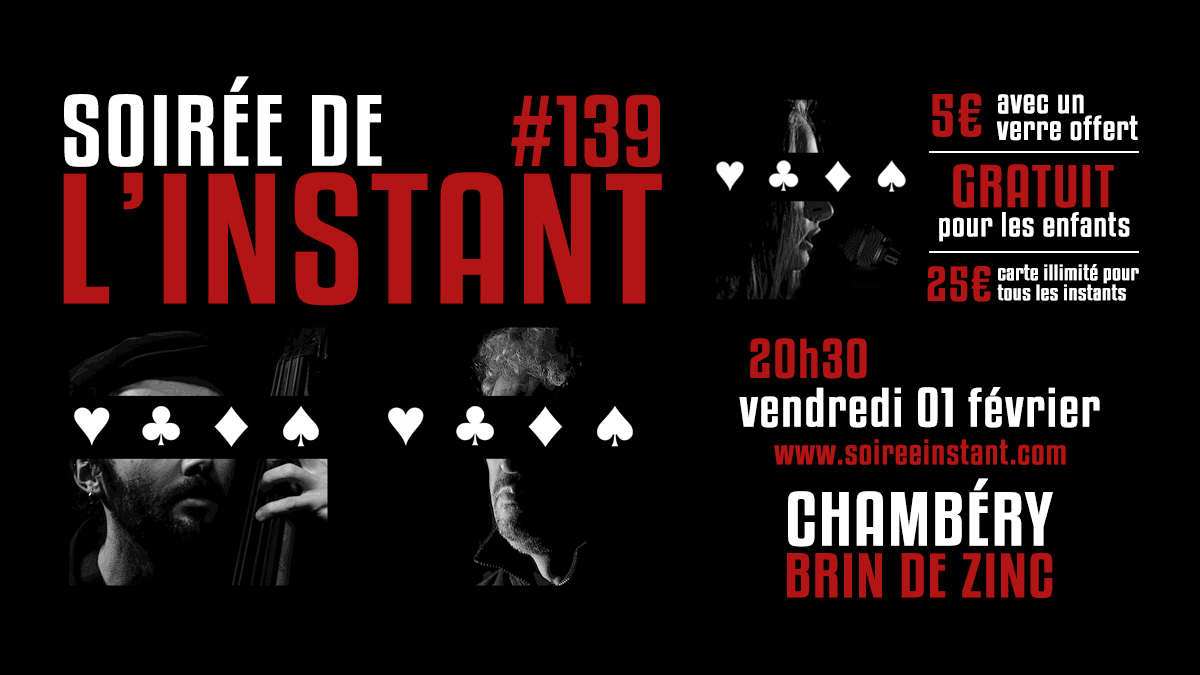 SOIRÉE DE #139
L'INSTANT
5€ avec un
verre offert
GRATUIT
pour les enfants
25€ carte illimité pour
tous les instants
20h30
vendredi 01 février
www.soireeinstant.com
CHAMBÉRY
BRIN DE ZINC